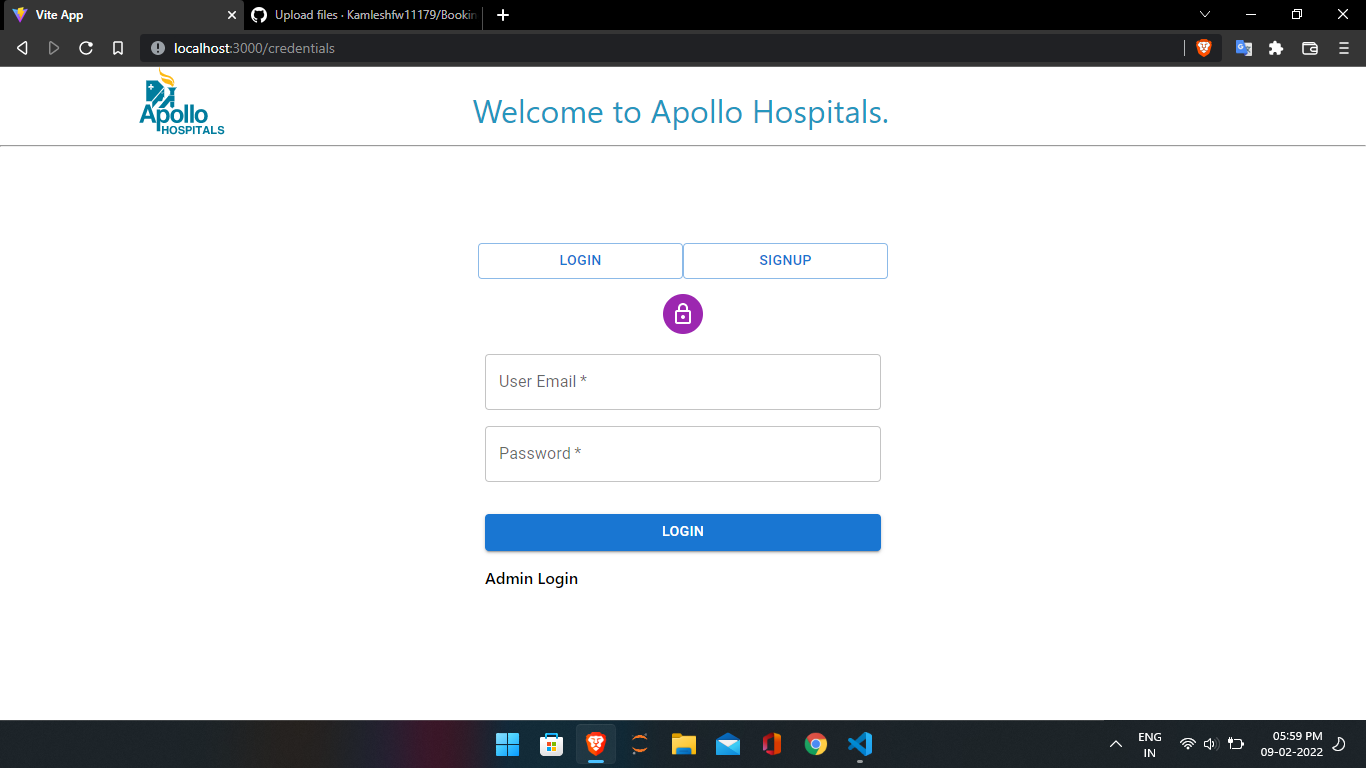 Vite App
Upload files · Kamleshfw11179/Bookin
localhost:3000/credentials
Apollo
HOSPITALS
Welcome to Apollo Hospitals.
LOGIN SIGNUP
User Email *
Password *
LOGIN
Admin Login
ENG
IN
05:59 PM
09-02-2022